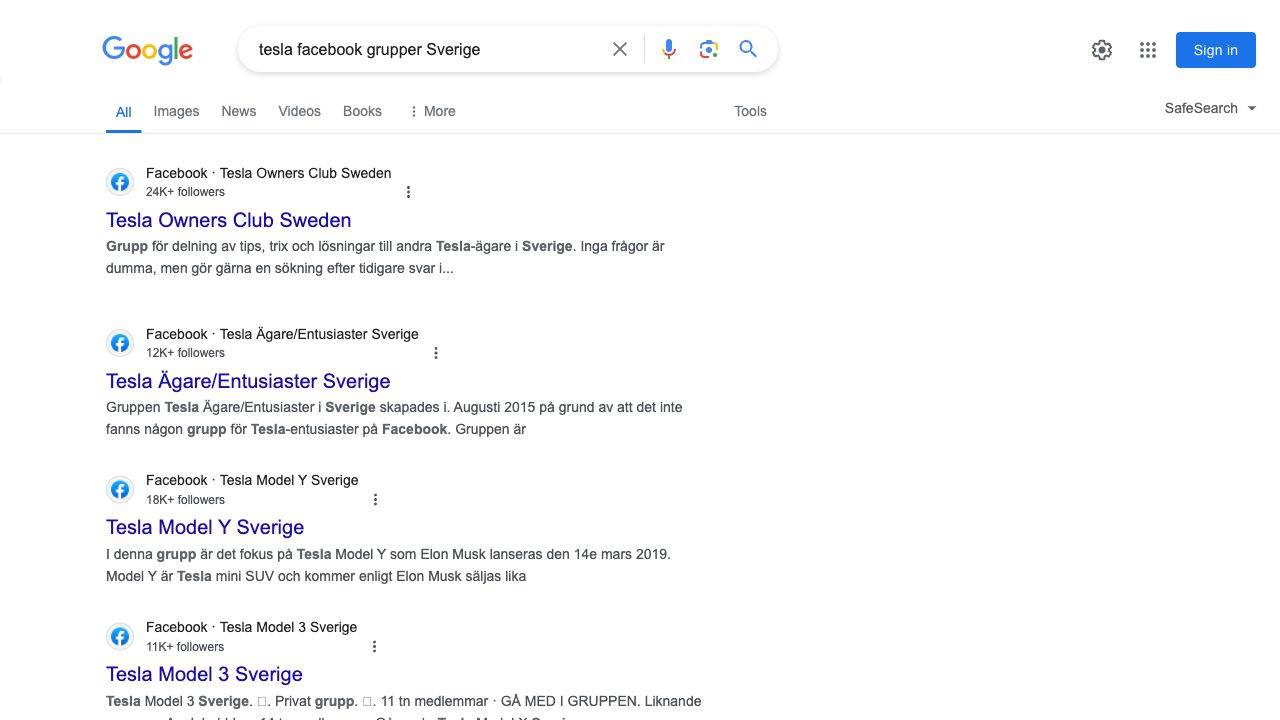 Google
tesla facebook grupper Sverige
Sign in
All Images News Videos Books More Tools SafeSearch
Facebook · Tesla Owners Club Sweden
24K+ followers
Tesla Owners Club Sweden
Grupp för delning av tips, trix och lösningar till andra Tesla-ägare i Sverige. Inga frågor är
dumma, men gör gärna en sökning efter tidigare svar i...
Facebook · Tesla Ägare/Entusiaster Sverige
12K+ followers
Tesla Ägare/Entusiaster Sverige
Gruppen Tesla Ägare/Entusiaster i Sverige skapades i. Augusti 2015 på grund av att det inte
fanns någon grupp för Tesla-entusiaster på Facebook. Gruppen är
Facebook · Tesla Model Y Sverige
18K+ followers
Tesla Model Y Sverige
I denna grupp är det fokus på Tesla Model Y som Elon Musk lanseras den 14e mars 2019.
Model Y är Tesla mini SUV och kommer enligt Elon Musk säljas lika
Facebook · Tesla Model 3 Sverige
11K+ followers
Tesla Model 3 Sverige
Tesla Model 3 Sverige. □. Privat grupp. □. 11 tn medlemmar · GÅ MED I GRUPPEN. Liknande